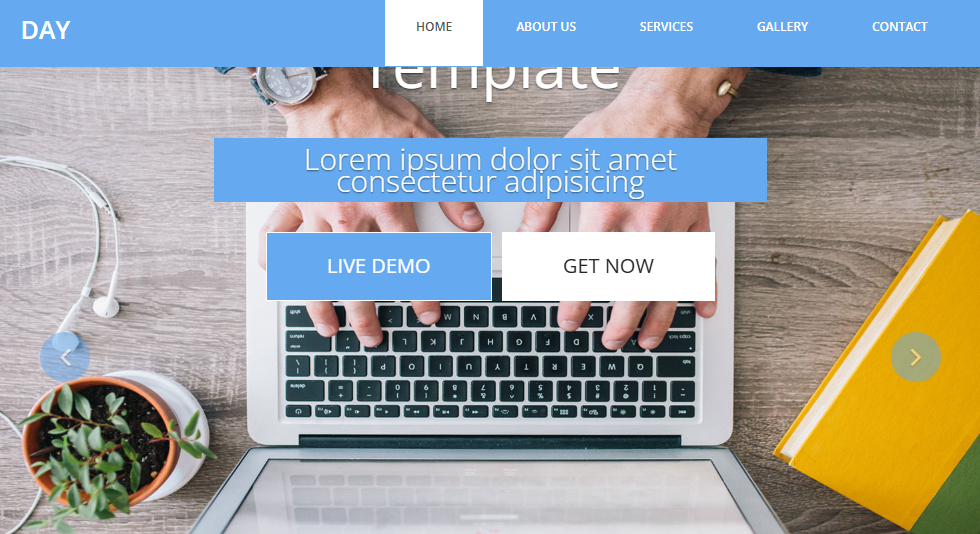 DAY
HOME
ABOUT US
SERVICES
GALLERY
CONTACT
Template
Lorem ipsum dolor sit amet
consectetur adipisicing
LIVE DEMO
GET NOW